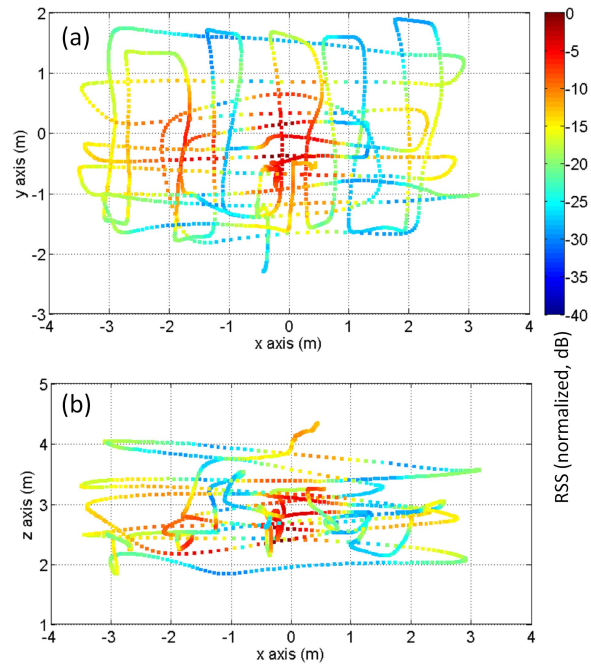 (a)
2
1
0
-1
-2
-3
y axis (m)
-4 -3 -2 -1 0 1 2 3 4
x axis (m)
0
-5
-10
-15
-20
-25
-30
-35
-40
RSS (normalized, dB)
(b)
5
4
3
2
1
z axis (m)
-4 -3 -2 -1 0 1 2 3 4
x axis (m)